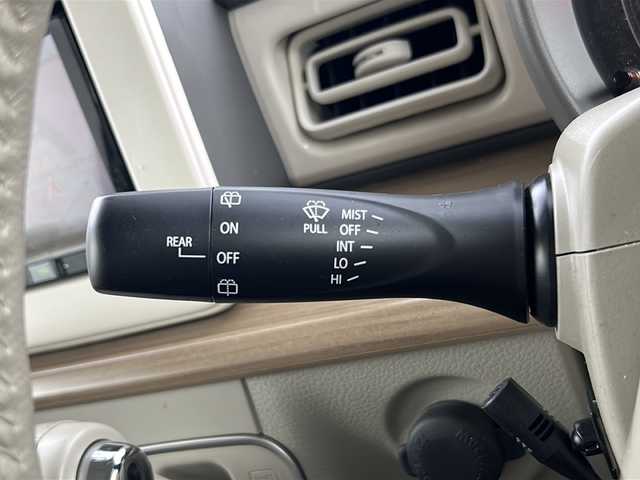 ON
REAR
OFF
PULL
MIST
OFF
INT
LO
HI